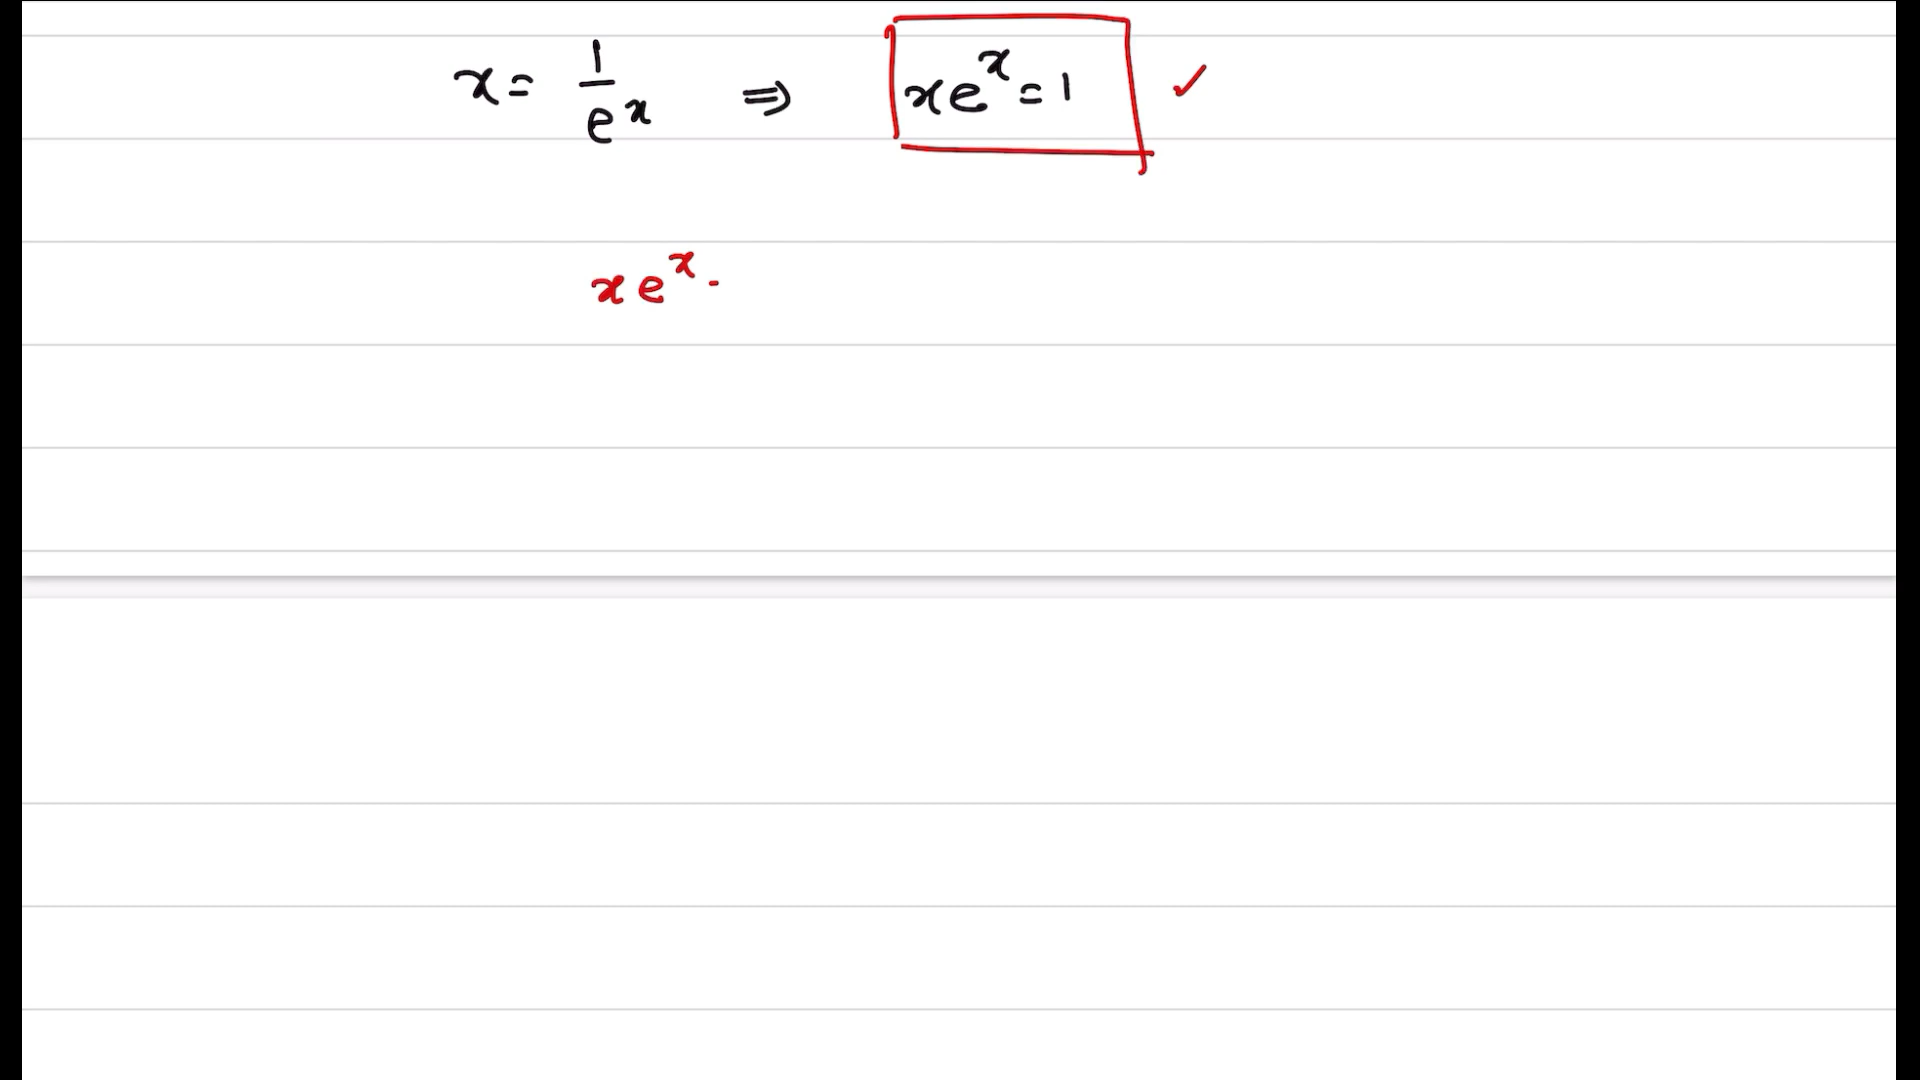 x = 1/e^x ⇒ xe^x = 1 ✓
xe^x -